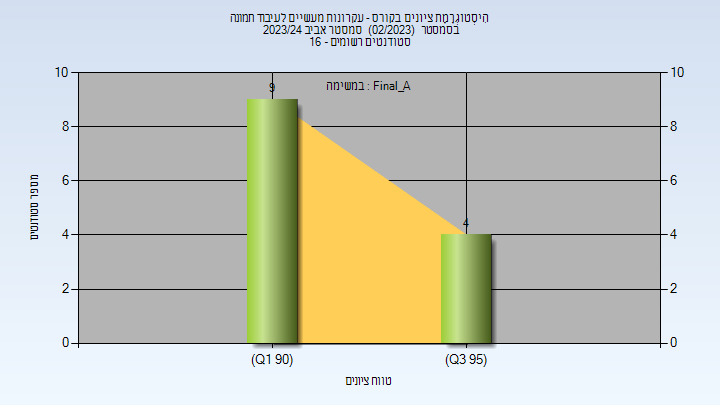 היסטוגרמת ציונים בקורס - עקרונות מעשיים לעיבוד תמונה
בסמסטר (02/2023) סמסטר אביב 2023/24
סטודנטים רשומים - 16
במשימה : Final_A
10
8
6
4
2
0
10
8
6
4
2
0
9
4
מספר סטודנטים
(Q1 90)
(Q3 95)
טווח ציונים